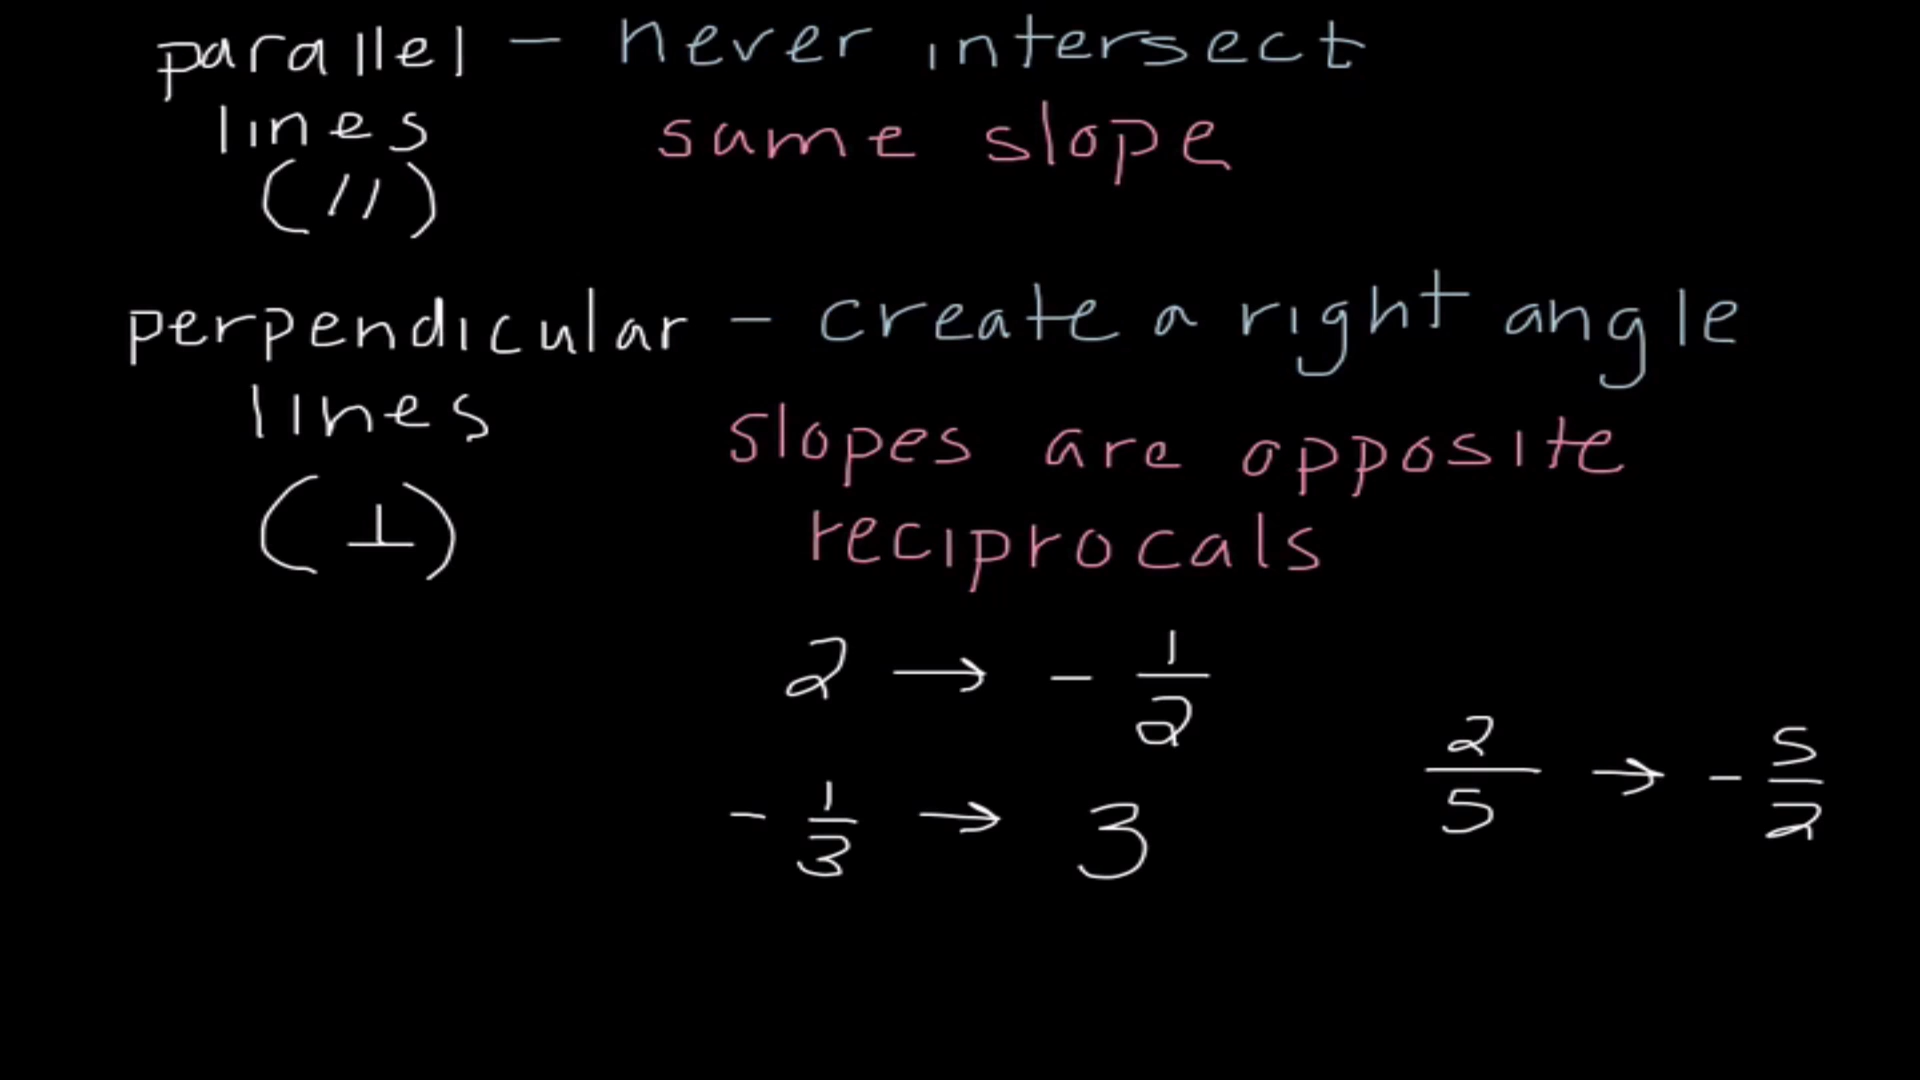 parallel - never intersect
lines same slope
(//)
perpendicular - create a right angle
lines slopes are opposite
(⊥) reciprocals
2 → - 1/2
2/5 → - 5/2
- 1/3 → 3